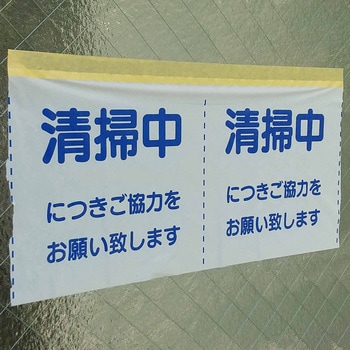 清掃中
につきご協力を
お願い致します
清掃中
につきご協力を
お願い致します